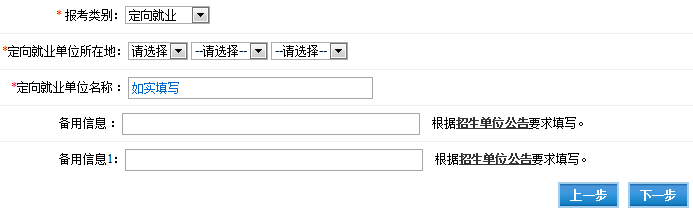 * 报考类别: 定向就业
*定向就业单位所在地: 请选择 --请选择-- --请选择--
*定向就业单位名称: 如实填写
备用信息: 根据招生单位公告要求填写。
备用信息1: 根据招生单位公告要求填写。
上一步 下一步